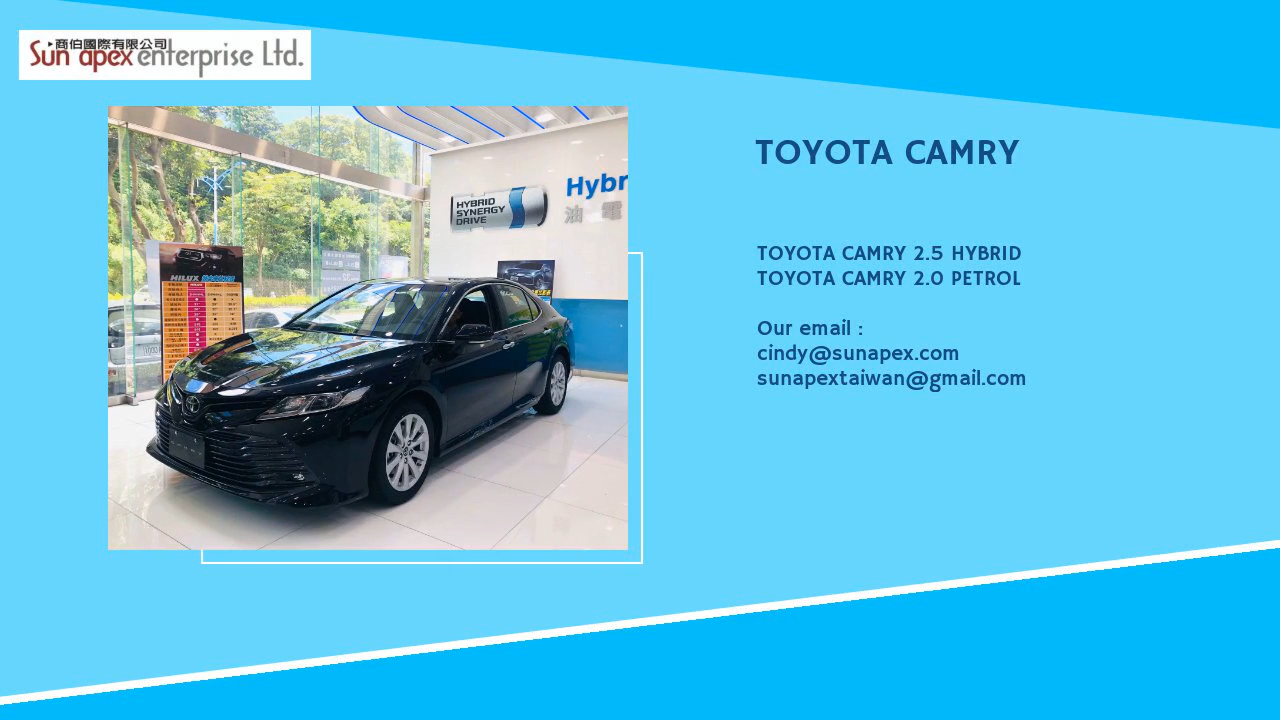 商伯國際有限公司
Sun apex enterprise Ltd.
TOYOTA CAMRY
Hybr
HYBRID
SYNERGY
DRIVE
油 電
HILUX
TOYOTA CAMRY 2.5 HYBRID
TOYOTA CAMRY 2.0 PETROL
Our email :
cindy@sunapex.com
sunapextaiwan@gmail.com